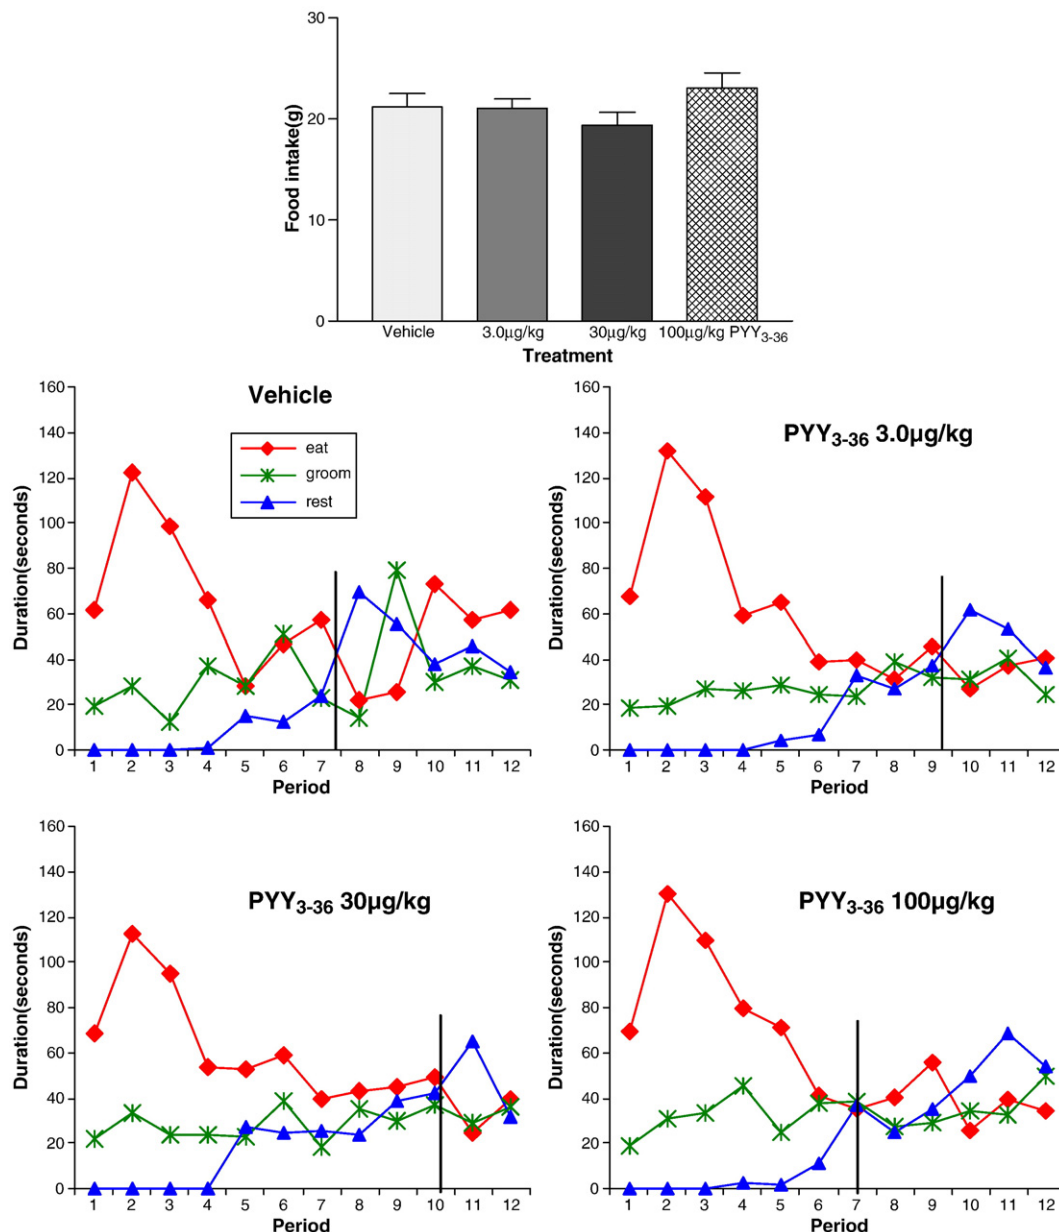 30
20
10
0
Food intake(g)
Vehicle 3.0µg/kg 30µg/kg 100µg/kg PYY3-36
Treatment
Vehicle
eat
groom
rest
160
140
120
100
80
60
40
20
0
Duration(seconds)
1 2 3 4 5 6 7 8 9 10 11 12
Period
PYY3-36 3.0µg/kg
160
140
120
100
80
60
40
20
0
Duration(seconds)
1 2 3 4 5 6 7 8 9 10 11 12
Period
PYY3-36 30µg/kg
160
140
120
100
80
60
40
20
0
Duration(seconds)
1 2 3 4 5 6 7 8 9 10 11 12
Period
PYY3-36 100µg/kg
160
140
120
100
80
60
40
20
0
Duration(seconds)
1 2 3 4 5 6 7 8 9 10 11 12
Period